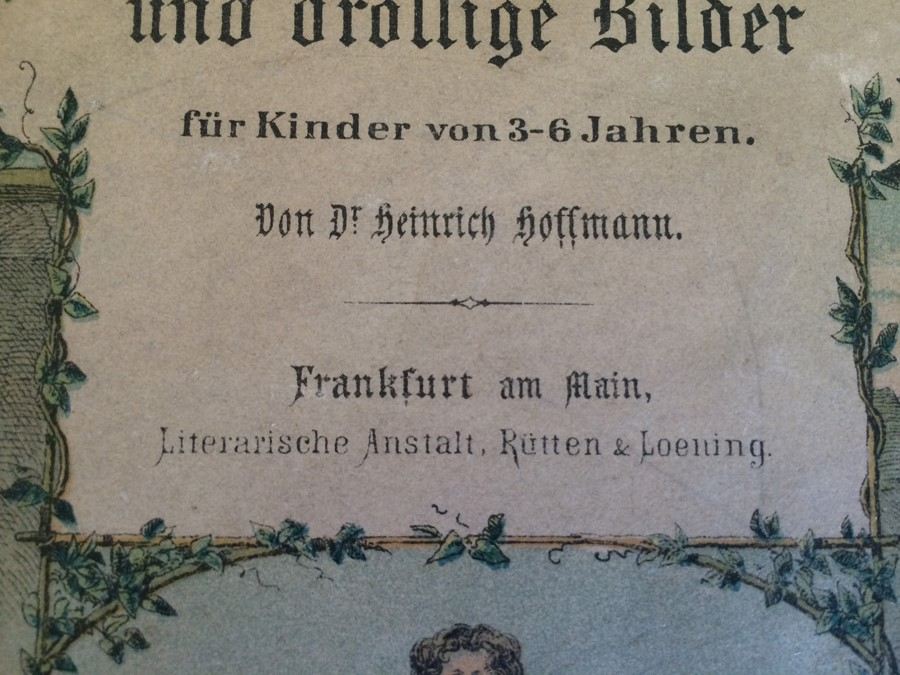 und drollige Bilder
für Kinder von 3-6 Jahren.
Von Dr Heinrich Hoffmann.
Frankfurt am Main,
Literarische Anstalt, Rütten & Loening.